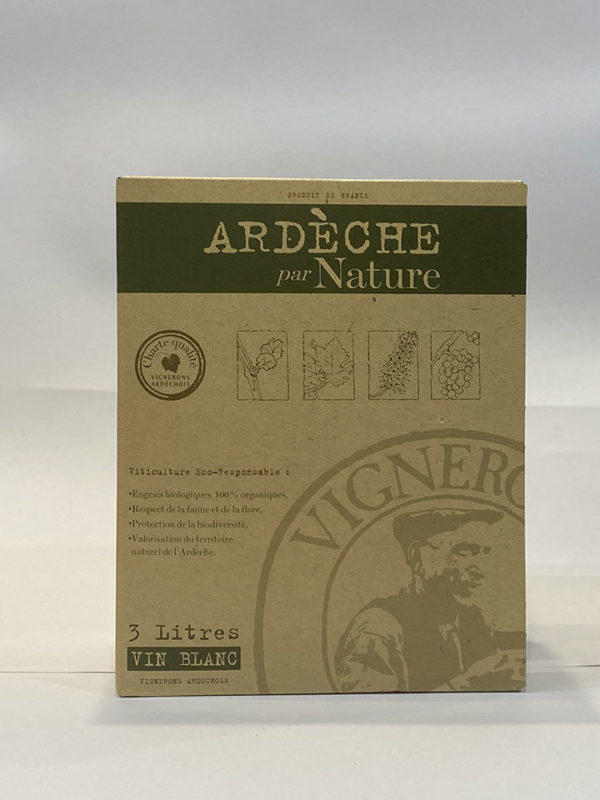 PRODUIT DE FRANCE
ARDÈCHE
par Nature
Charte qualité
VIGNERONS
ARDÉCHOIS
Viticulture Eco-Responsable :
•Engrais biologiques 100% organiques,
•Respect de la faune et de la flore,
•Protection de la biodiversité,
•Valorisation du territoire
naturel de l'Ardèche.
VIGNERO
3 Litres
VIN BLANC
VIGNERONS ARDECHOIS